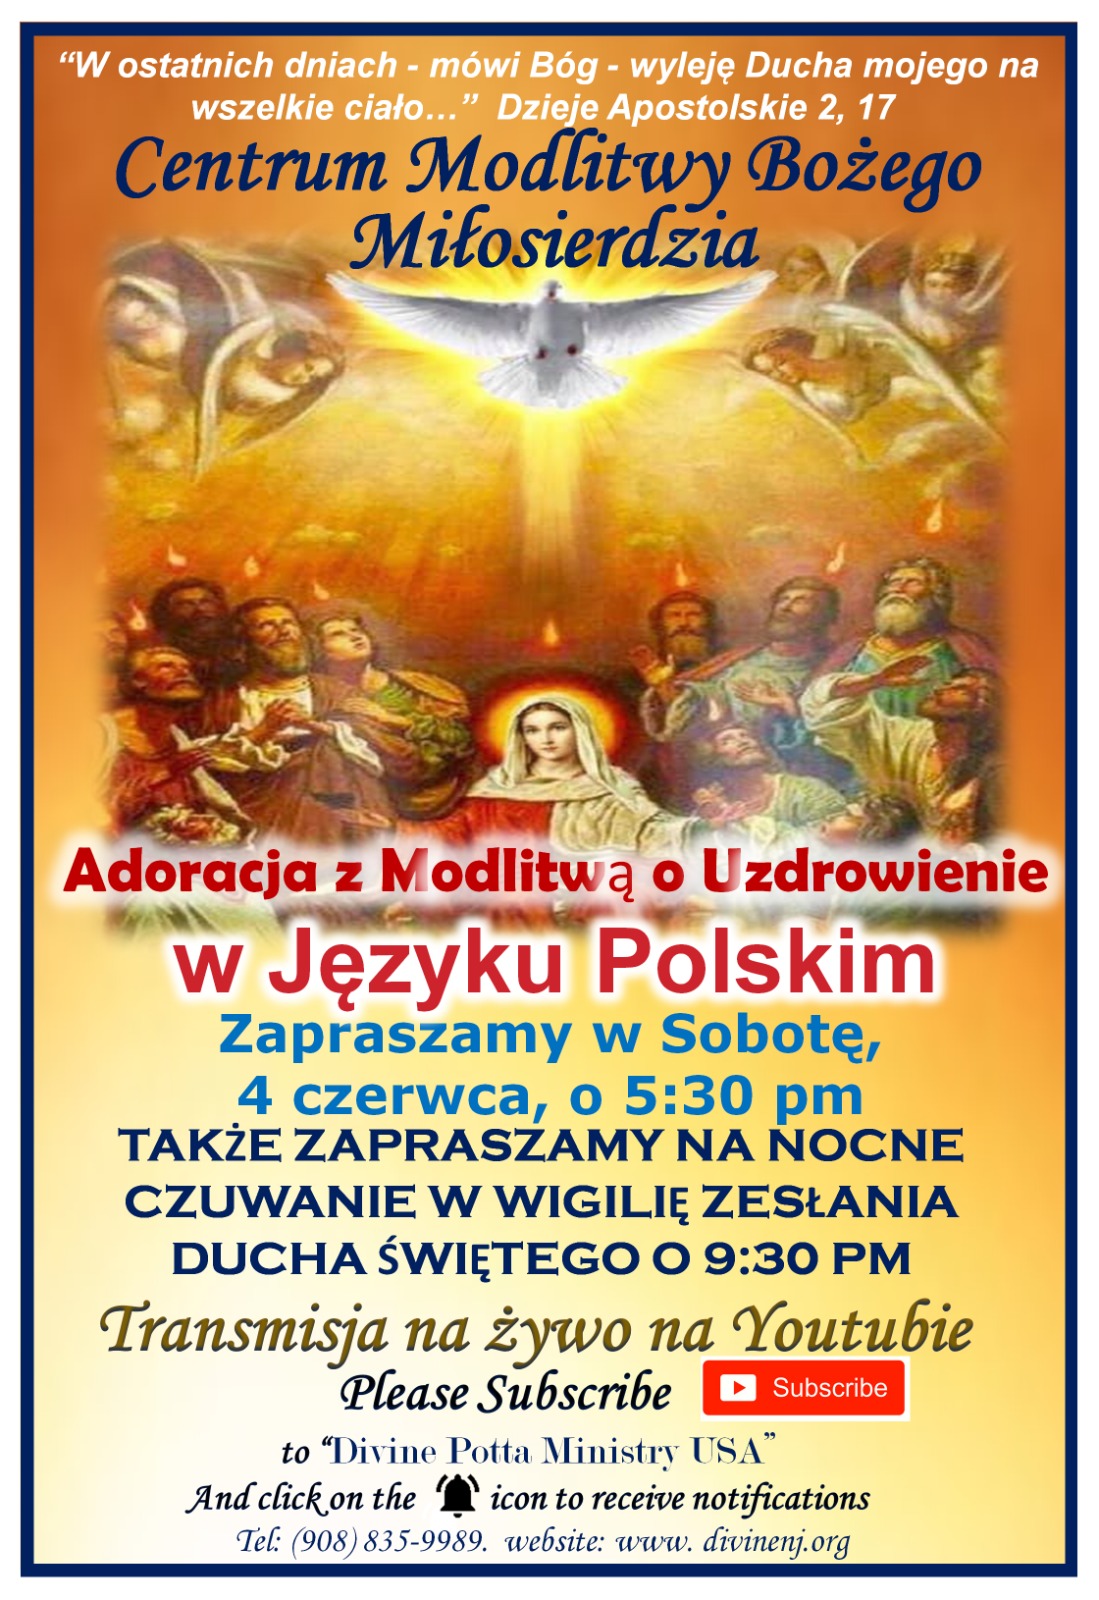 “W ostatnich dniach - mówi Bóg - wyleję Ducha mojego na
wszelkie ciało...” Dzieje Apostolskie 2, 17
Centrum Modlitwy Bożego
Miłosierdzia
Adoracja z Modlitwą o Uzdrowienie
w Języku Polskim
Zapraszamy w Sobotę,
4 czerwca, o 5:30 pm
TAKŻE ZAPRASZAMY NA NOCNE
CZUWANIE W WIGILIĘ ZESŁANIA
DUCHA ŚWIĘTEGO O 9:30 PM
Transmisja na żywo na Youtubie
Please Subscribe Subscribe
to “Divine Potta Ministry USA”
And click on the icon to receive notifications
Tel: (908) 835-9989. website: www. divinenj.org